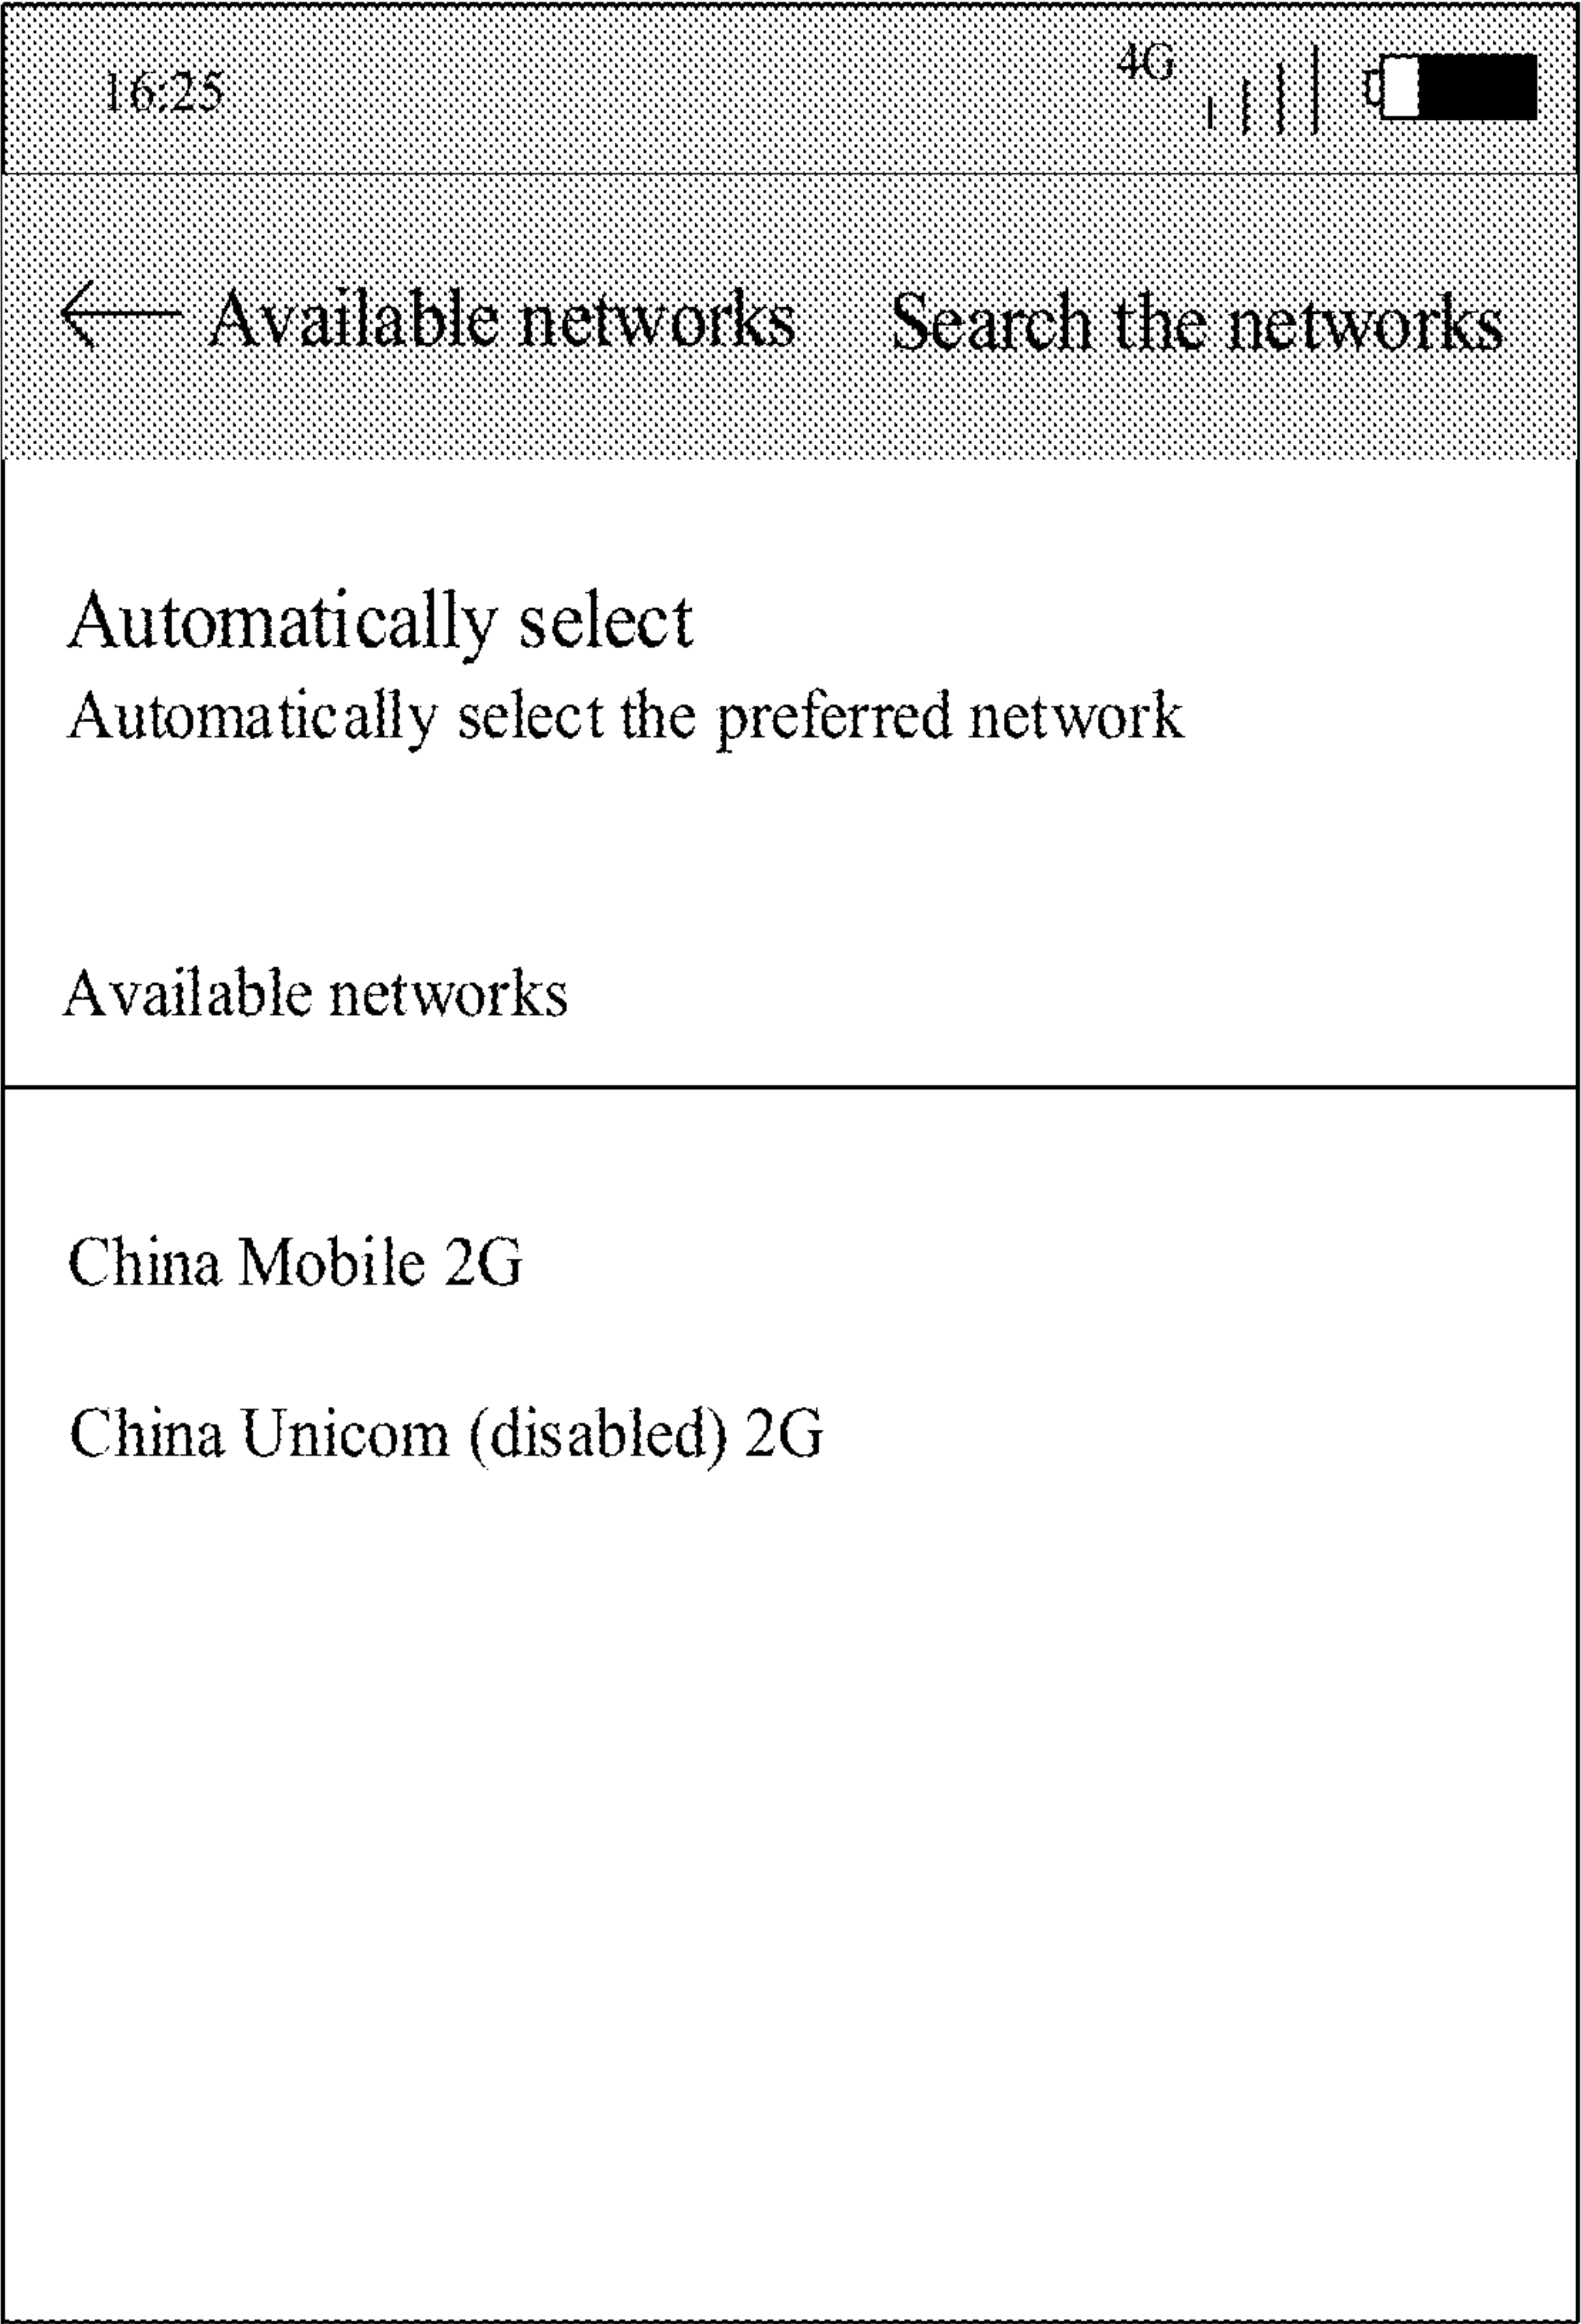 16:25 4G
Available networks Search the networks
Automatically select
Automatically select the preferred network
Available networks
China Mobile 2G
China Unicom (disabled) 2G